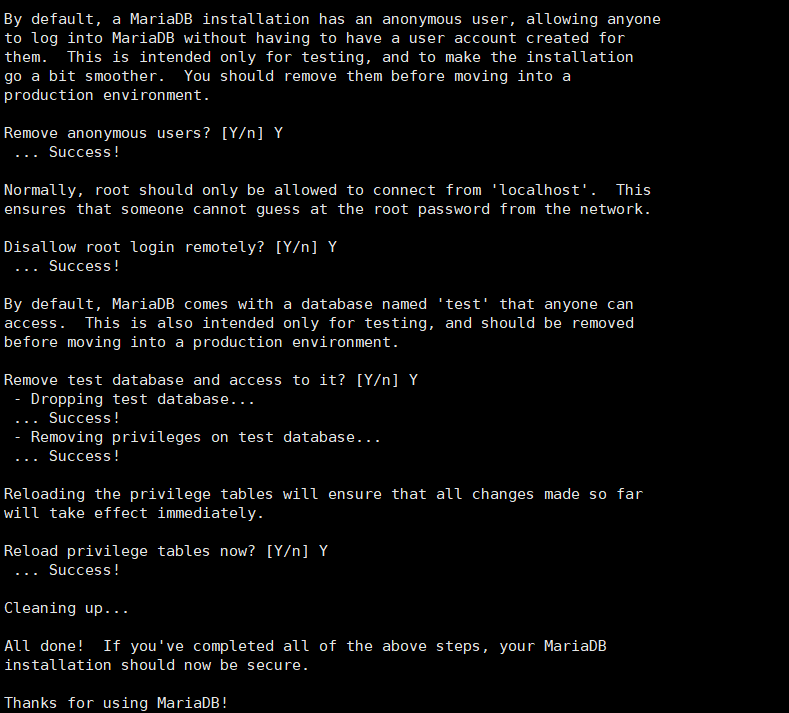 By default, a MariaDB installation has an anonymous user, allowing anyone
to log into MariaDB without having to have a user account created for
them.  This is intended only for testing, and to make the installation
go a bit smoother.  You should remove them before moving into a
production environment.

Remove anonymous users? [Y/n] Y
 ... Success!

Normally, root should only be allowed to connect from 'localhost'.  This
ensures that someone cannot guess at the root password from the network.

Disallow root login remotely? [Y/n] Y
 ... Success!

By default, MariaDB comes with a database named 'test' that anyone can
access.  This is also intended only for testing, and should be removed
before moving into a production environment.

Remove test database and access to it? [Y/n] Y
 - Dropping test database...
 ... Success!
 - Removing privileges on test database...
 ... Success!

Reloading the privilege tables will ensure that all changes made so far
will take effect immediately.

Reload privilege tables now? [Y/n] Y
 ... Success!

Cleaning up...

All done!  If you've completed all of the above steps, your MariaDB
installation should now be secure.

Thanks for using MariaDB!